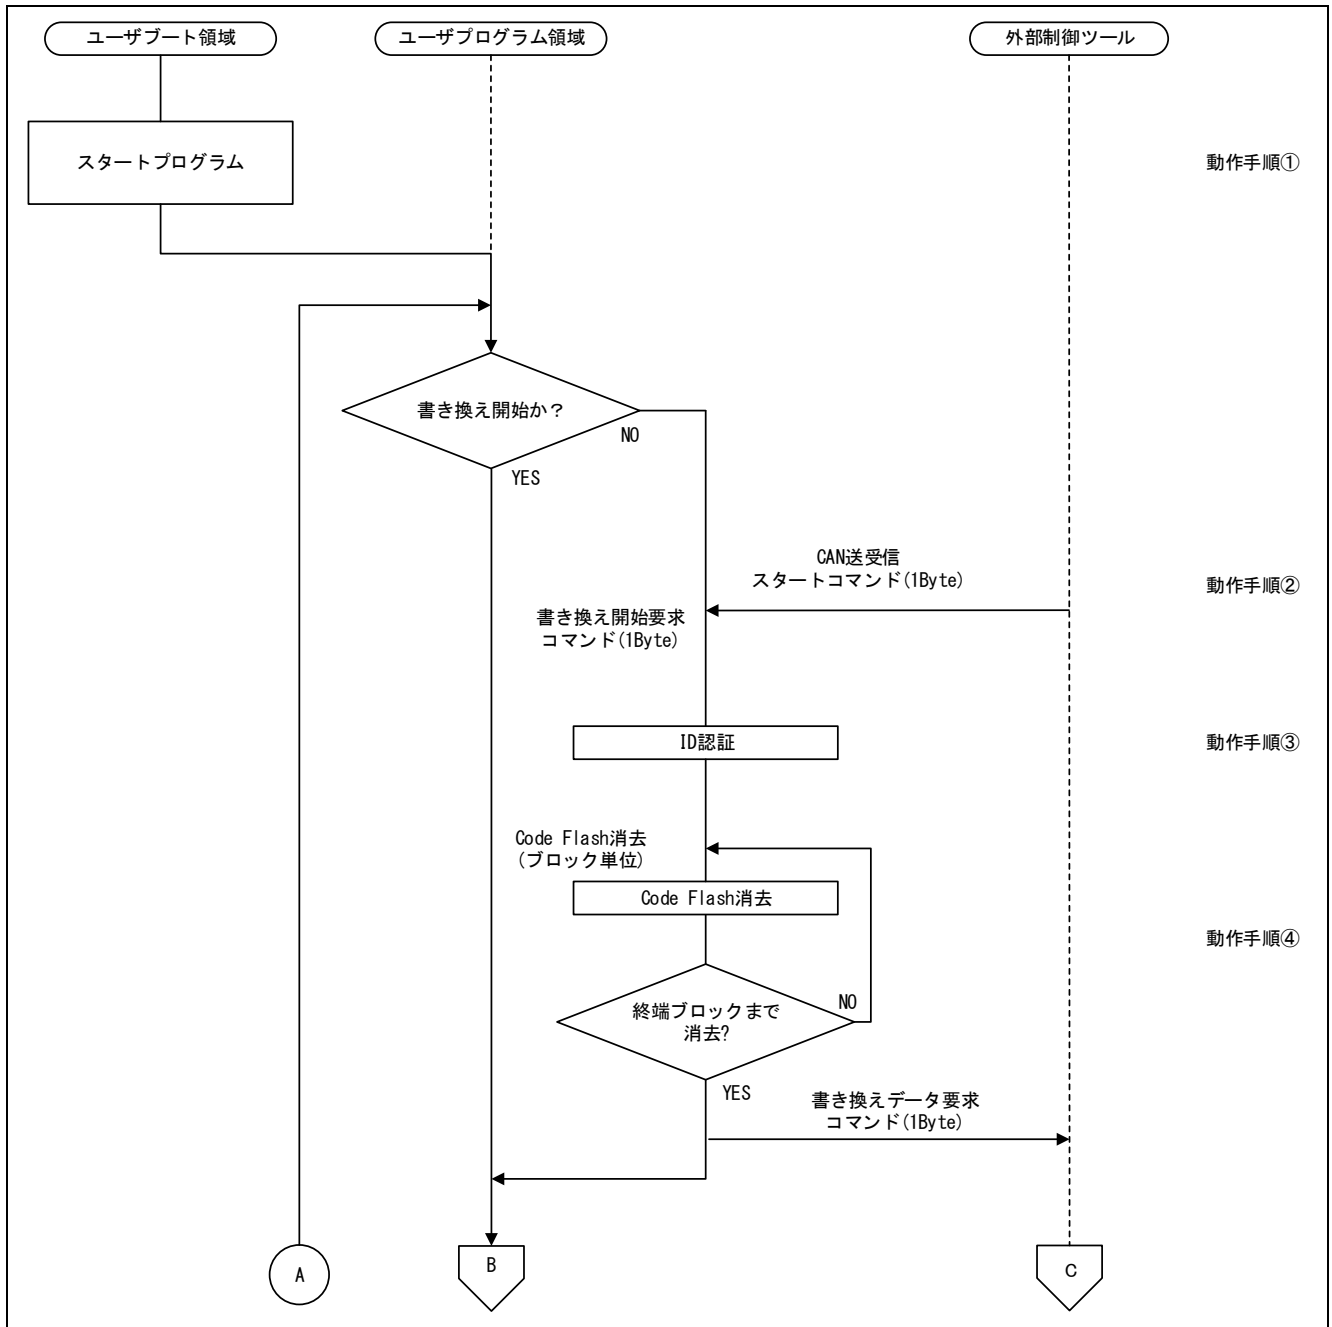 ユーザブート領域
ユーザプログラム領域
外部制御ツール
スタートプログラム
動作手順①
書き換え開始か？
NO
YES
CAN送受信
スタートコマンド(1Byte)
動作手順②
書き換え開始要求
コマンド(1Byte)
ID認証
動作手順③
Code Flash消去
(ブロック単位)
Code Flash消去
動作手順④
終端ブロックまで
消去?
NO
YES
書き換えデータ要求
コマンド(1Byte)
A
B
C